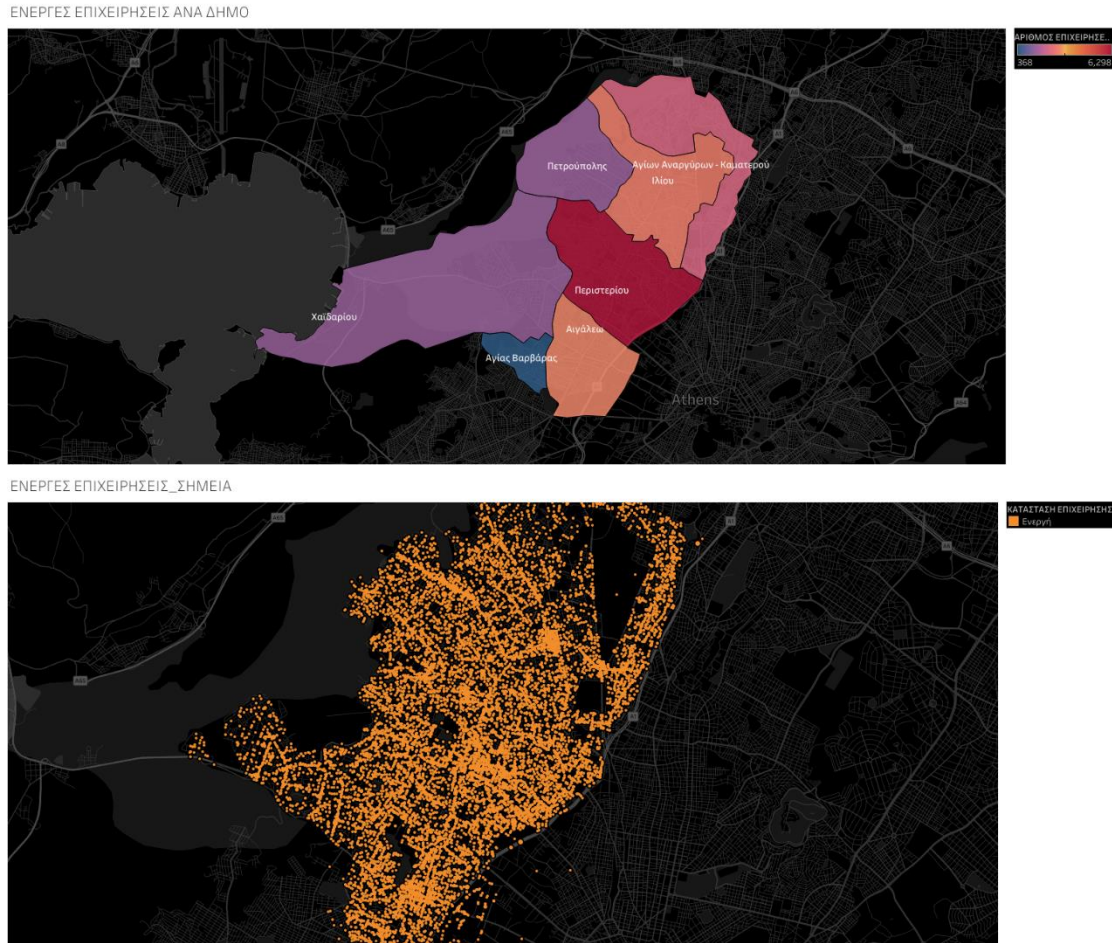 ΕΝΕΡΓΕΣ ΕΠΙΧΕΙΡΗΣΕΙΣ ΑΝΑ ΔΗΜΟ
ΑΡΙΘΜΟΣ ΕΠΙΧΕΙΡΗΣΕ..
368 6,298
Πετρούπολης
Αγίων Αναργύρων - Καματερού
Ιλίου
Περιστερίου
Χαϊδαρίου
Αιγάλεω
Αγίας Βαρβάρας
Athens
ΕΝΕΡΓΕΣ ΕΠΙΧΕΙΡΗΣΕΙΣ_ΣΗΜΕΙΑ
ΚΑΤΑΣΤΑΣΗ ΕΠΙΧΕΙΡΗΣΗΣ
Ενεργή